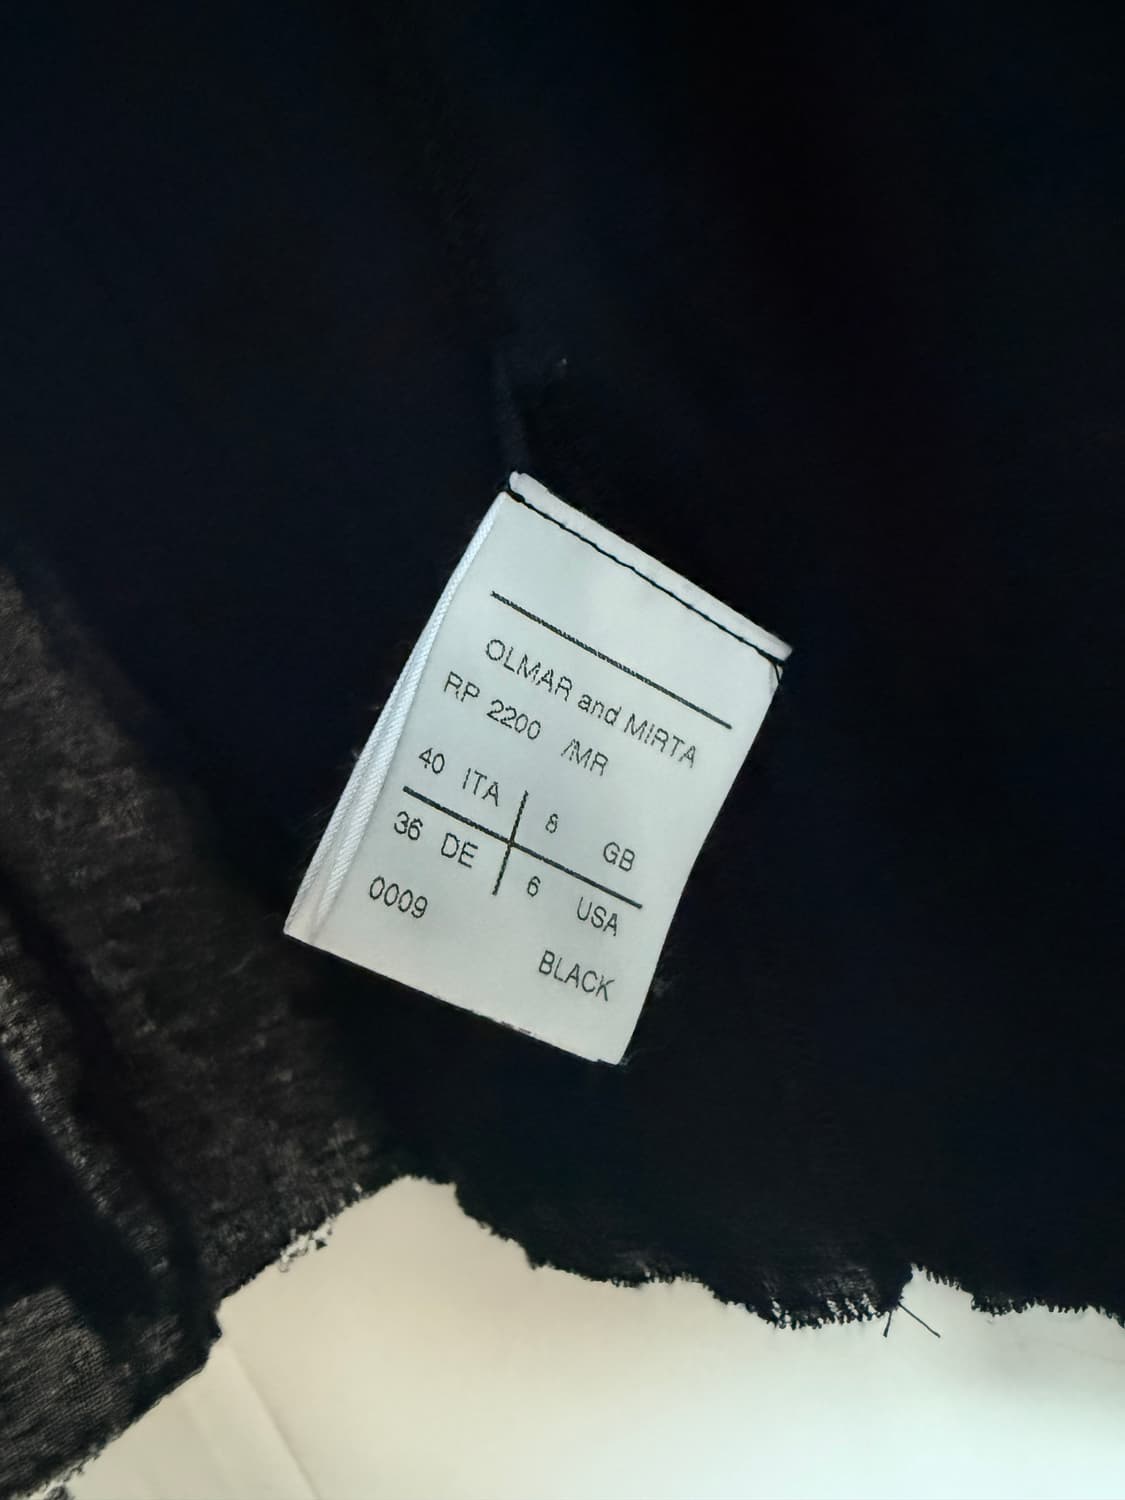 OLMAR and MIRTA
RP 2200 /MR
40 ITA 8 GB
36 DE 6 USA
0009
BLACK